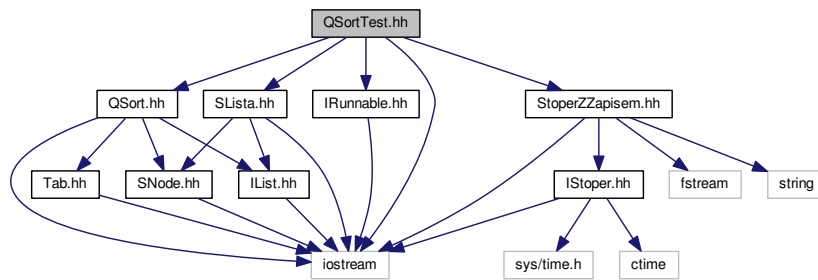 QSortTest.hh
QSort.hh
SLista.hh
IRunnable.hh
StoperZZapisem.hh
Tab.hh
SNode.hh
IList.hh
IStoper.hh
fstream
string
iostream
sys/time.h
ctime